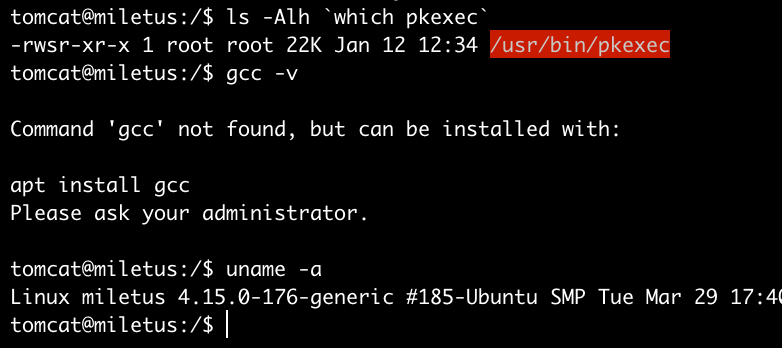 tomcat@miletus:/$ ls -Alh `which pkexec`
-rwsr-xr-x 1 root root 22K Jan 12 12:34 /usr/bin/pkexec
tomcat@miletus:/$ gcc -v
Command 'gcc' not found, but can be installed with:
apt install gcc
Please ask your administrator.
tomcat@miletus:/$ uname -a
Linux miletus 4.15.0-176-generic #185-Ubuntu SMP Tue Mar 29 17:40
tomcat@miletus:/$